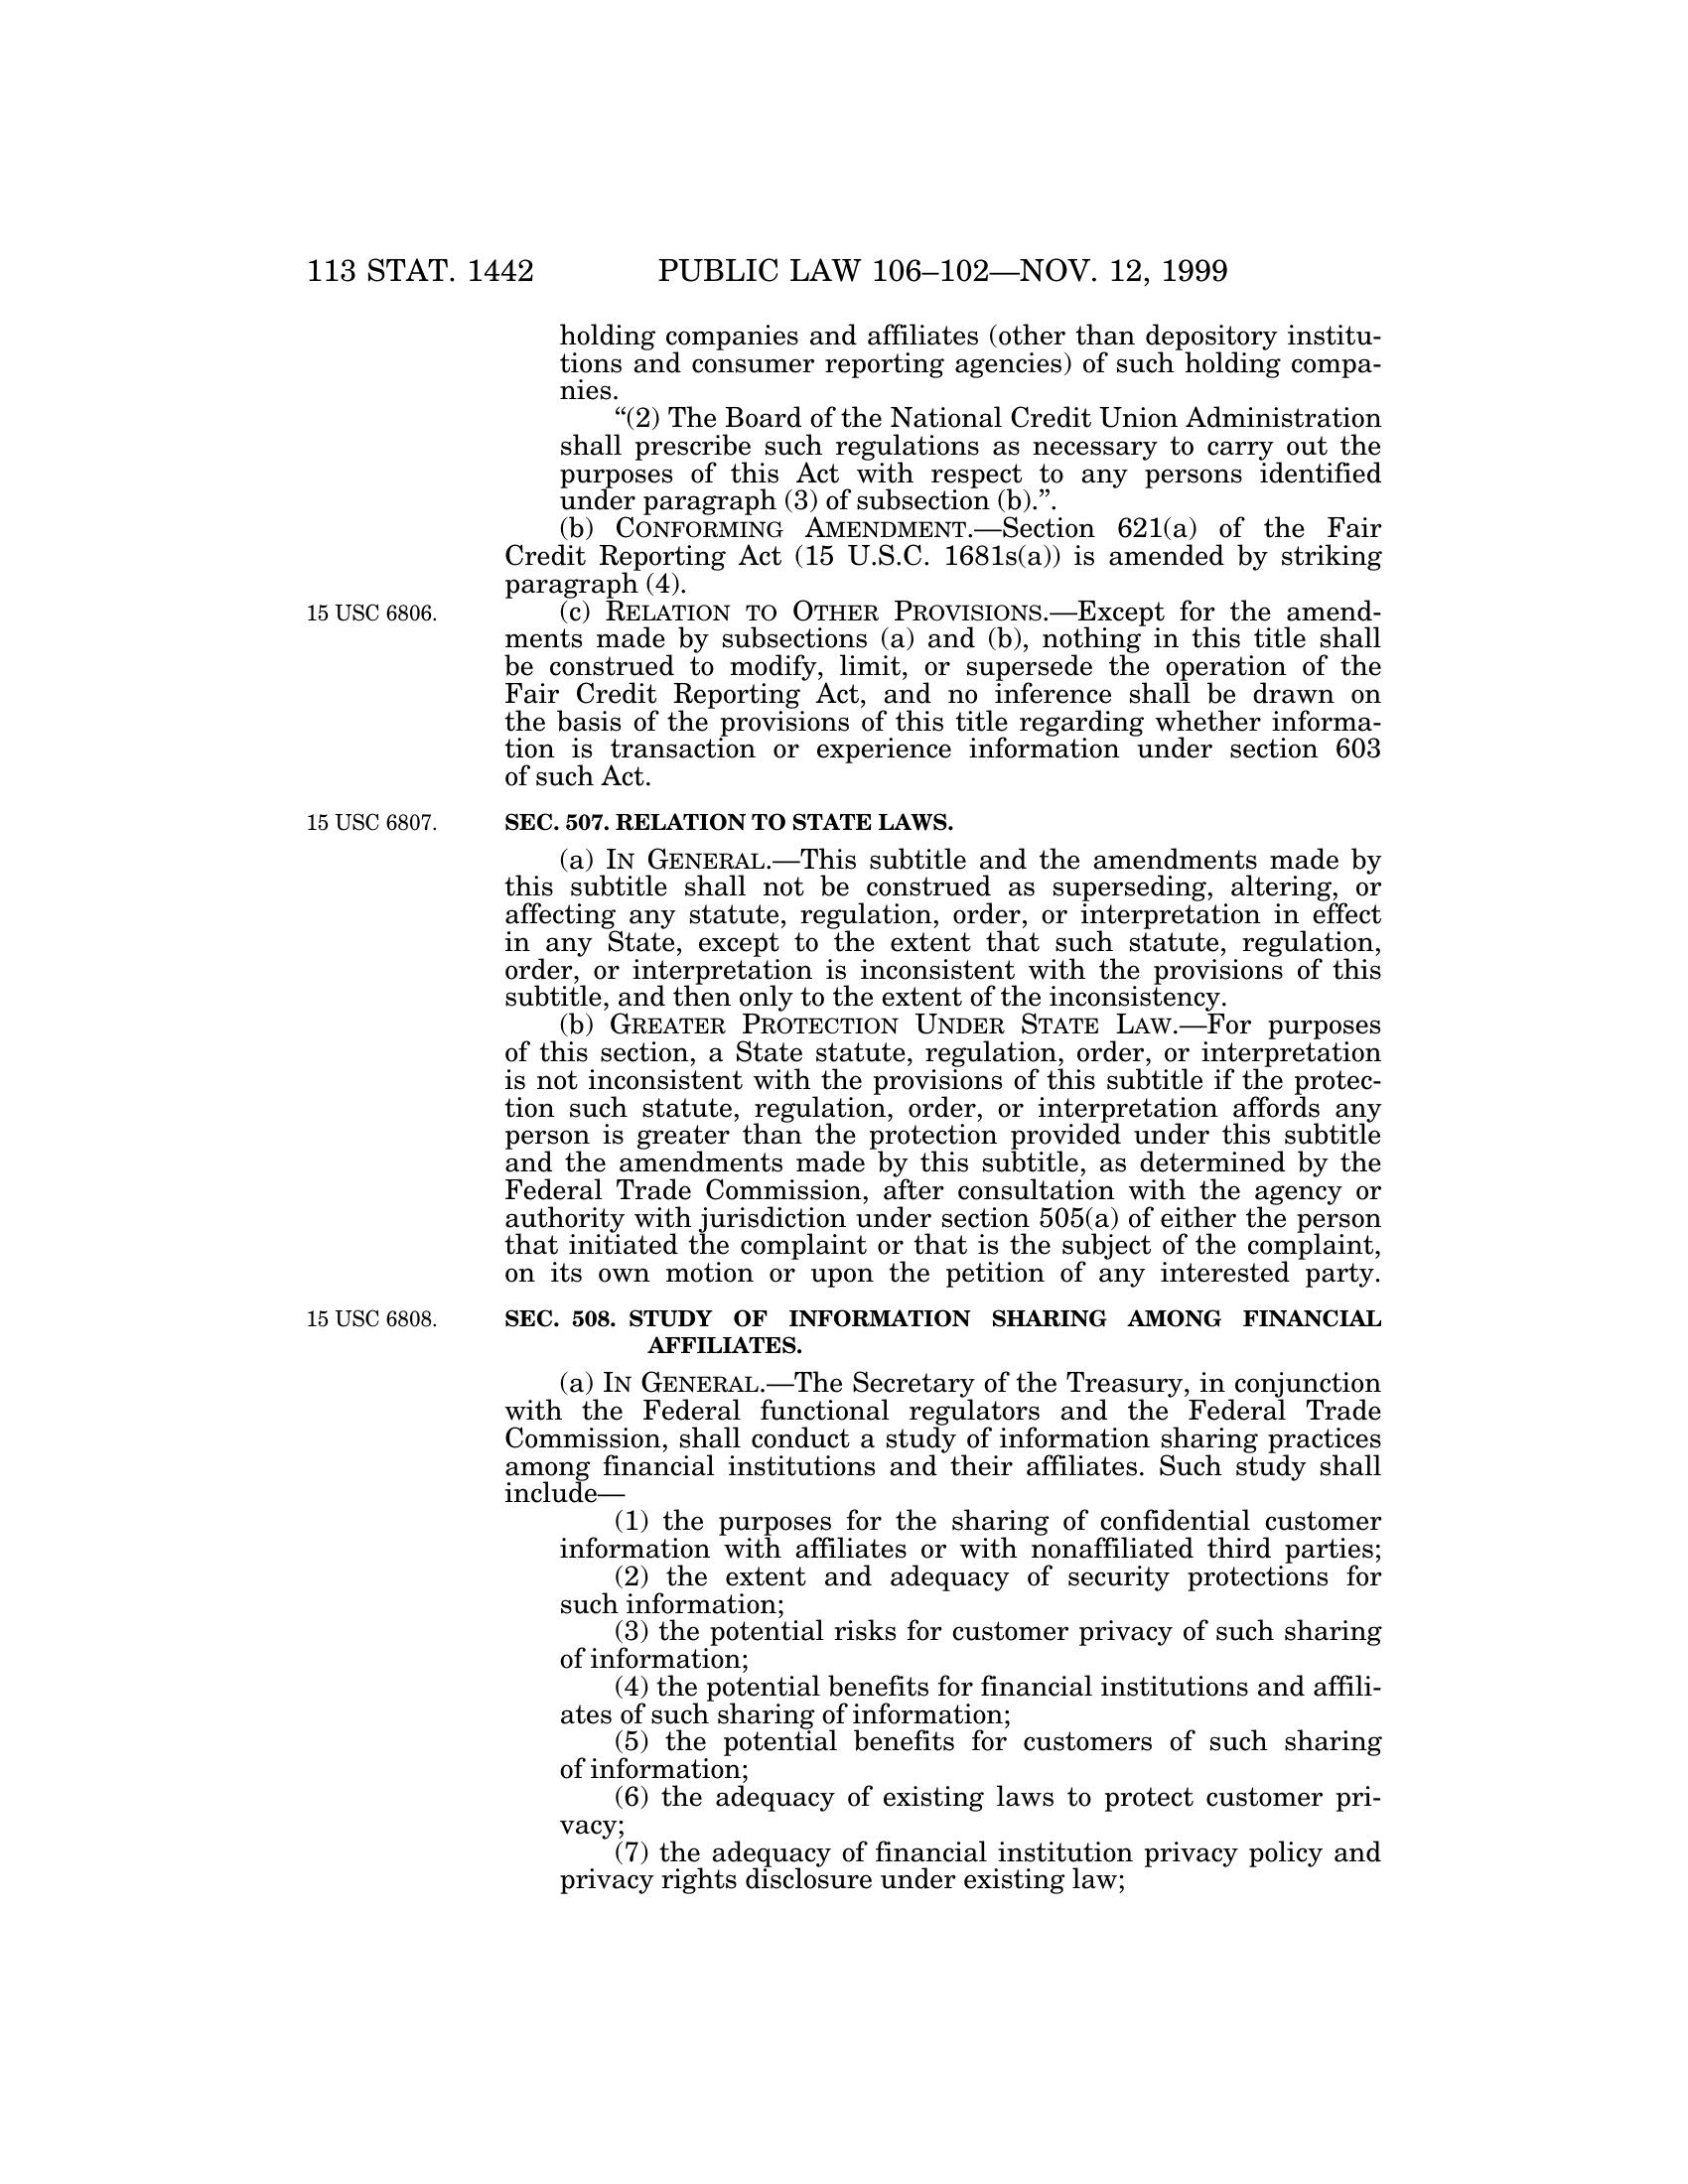 113 STAT. 1442 PUBLIC LAW 106–102—NOV. 12, 1999
holding companies and affiliates (other than depository institu-
tions and consumer reporting agencies) of such holding compa-
nies.
“(2) The Board of the National Credit Union Administration
shall prescribe such regulations as necessary to carry out the
purposes of this Act with respect to any persons identified
under paragraph (3) of subsection (b).”.
(b) CONFORMING AMENDMENT.—Section 621(a) of the Fair
Credit Reporting Act (15 U.S.C. 1681s(a)) is amended by striking
paragraph (4).
15 USC 6806.
(c) RELATION TO OTHER PROVISIONS.—Except for the amend-
ments made by subsections (a) and (b), nothing in this title shall
be construed to modify, limit, or supersede the operation of the
Fair Credit Reporting Act, and no inference shall be drawn on
the basis of the provisions of this title regarding whether informa-
tion is transaction or experience information under section 603
of such Act.
15 USC 6807.
SEC. 507. RELATION TO STATE LAWS.
(a) IN GENERAL.—This subtitle and the amendments made by
this subtitle shall not be construed as superseding, altering, or
affecting any statute, regulation, order, or interpretation in effect
in any State, except to the extent that such statute, regulation,
order, or interpretation is inconsistent with the provisions of this
subtitle, and then only to the extent of the inconsistency.
(b) GREATER PROTECTION UNDER STATE LAW.—For purposes
of this section, a State statute, regulation, order, or interpretation
is not inconsistent with the provisions of this subtitle if the protec-
tion such statute, regulation, order, or interpretation affords any
person is greater than the protection provided under this subtitle
and the amendments made by this subtitle, as determined by the
Federal Trade Commission, after consultation with the agency or
authority with jurisdiction under section 505(a) of either the person
that initiated the complaint or that is the subject of the complaint,
on its own motion or upon the petition of any interested party.
15 USC 6808.
SEC. 508. STUDY OF INFORMATION SHARING AMONG FINANCIAL
AFFILIATES.
(a) IN GENERAL.—The Secretary of the Treasury, in conjunction
with the Federal functional regulators and the Federal Trade
Commission, shall conduct a study of information sharing practices
among financial institutions and their affiliates. Such study shall
include—
(1) the purposes for the sharing of confidential customer
information with affiliates or with nonaffiliated third parties;
(2) the extent and adequacy of security protections for
such information;
(3) the potential risks for customer privacy of such sharing
of information;
(4) the potential benefits for financial institutions and affili-
ates of such sharing of information;
(5) the potential benefits for customers of such sharing
of information;
(6) the adequacy of existing laws to protect customer pri-
vacy;
(7) the adequacy of financial institution privacy policy and
privacy rights disclosure under existing law;